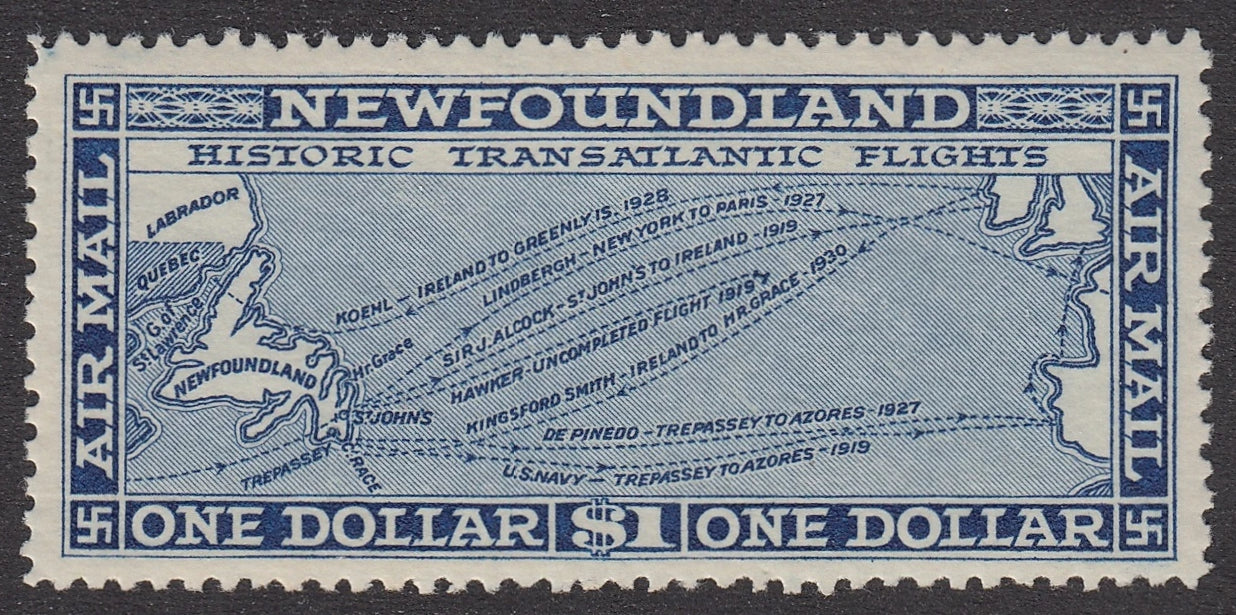 NEWFOUNDLAND
HISTORIC TRANSATLANTIC FLIGHTS
AIR MAIL
AIR MAIL
LABRADOR
QUEBEC
G. of
St Lawrence
NEWFOUNDLAND
Hr. Grace
ST JOHN'S
TREPASSEY
C. RACE
KOEHL – IRELAND TO GREENLY IS. 1928
LINDBERGH – NEW YORK TO PARIS – 1927
SIR J. ALCOCK – ST JOHN'S TO IRELAND – 1919
HAWKER – UNCOMPLETED FLIGHT 1919
KINGSFORD SMITH – IRELAND TO HR. GRACE – 1930
DE PINEDO – TREPASSEY TO AZORES – 1927
U.S. NAVY – TREPASSEY TO AZORES – 1919
ONE DOLLAR $1 ONE DOLLAR